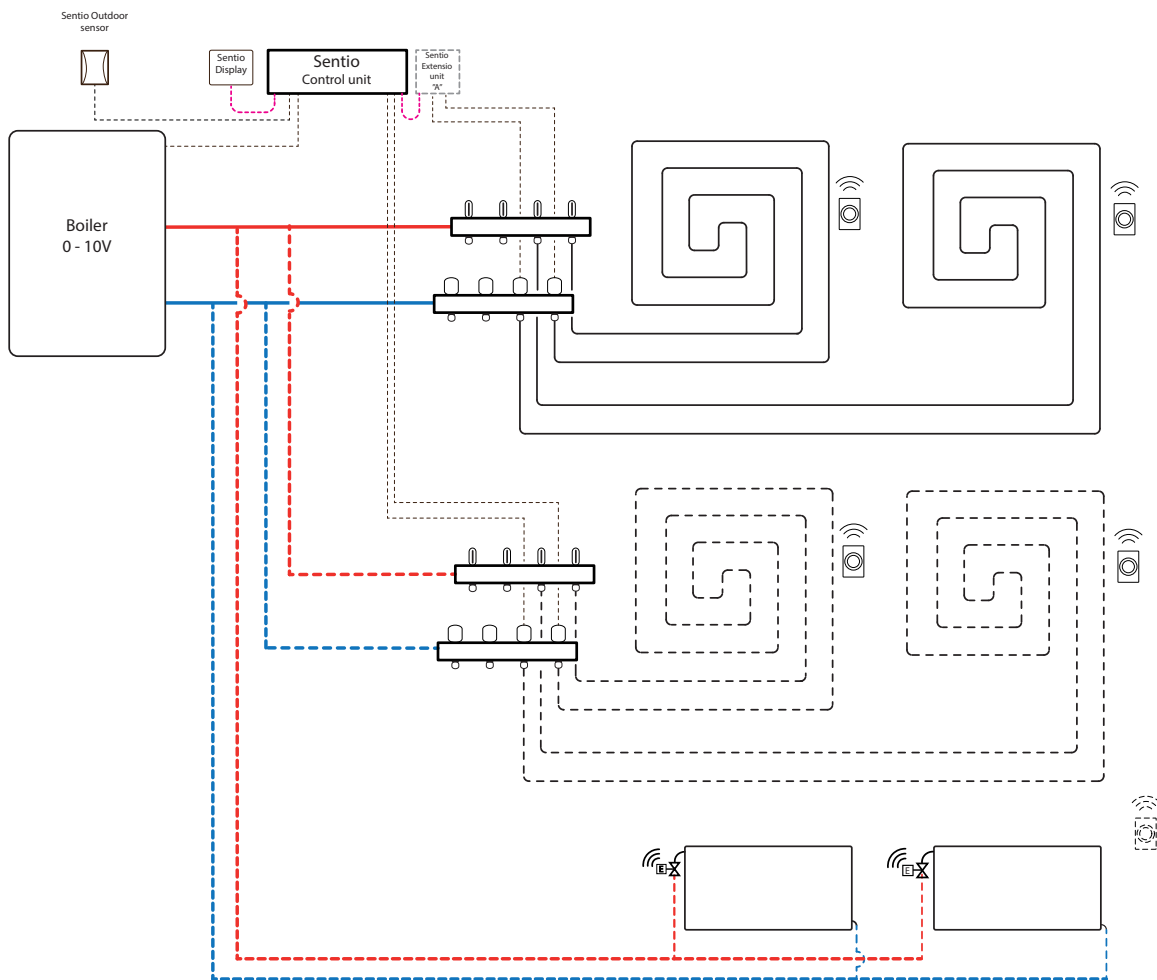 Sentio Outdoor
sensor
Sentio
Display
Sentio
Control unit
Sentio
Extensio
unit
"A"
Boiler
0 - 10V
E
E